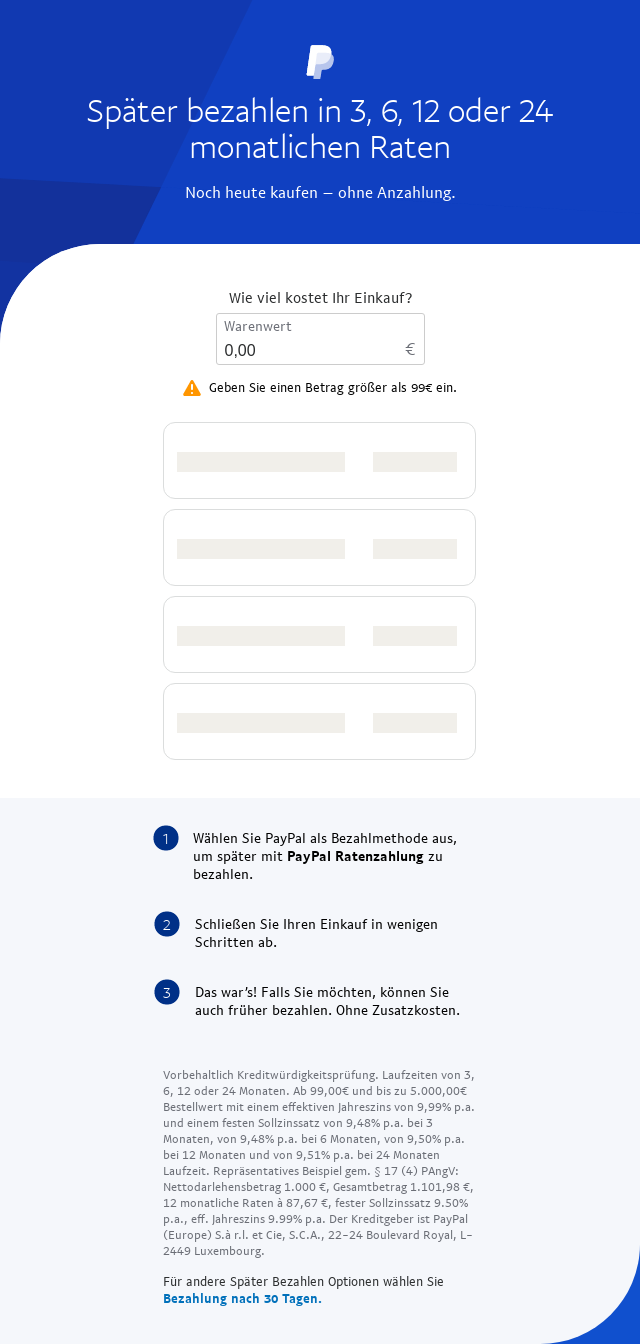 Später bezahlen in 3, 6, 12 oder 24
monatlichen Raten
Noch heute kaufen – ohne Anzahlung.
Wie viel kostet Ihr Einkauf?
Warenwert
0,00 €
Geben Sie einen Betrag größer als 99€ ein.
1 Wählen Sie PayPal als Bezahlmethode aus,
um später mit PayPal Ratenzahlung zu
bezahlen.
2 Schließen Sie Ihren Einkauf in wenigen
Schritten ab.
3 Das war's! Falls Sie möchten, können Sie
auch früher bezahlen. Ohne Zusatzkosten.
Vorbehaltlich Kreditwürdigkeitsprüfung. Laufzeiten von 3,
6, 12 oder 24 Monaten. Ab 99,00€ und bis zu 5.000,00€
Bestellwert mit einem effektiven Jahreszins von 9,99% p.a.
und einem festen Sollzinssatz von 9,48% p.a. bei 3
Monaten, von 9,48% p.a. bei 6 Monaten, von 9,50% p.a.
bei 12 Monaten und von 9,51% p.a. bei 24 Monaten
Laufzeit. Repräsentatives Beispiel gem. § 17 (4) PAngV:
Nettodarlehensbetrag 1.000 €, Gesamtbetrag 1.101,98 €,
12 monatliche Raten à 87,67 €, fester Sollzinssatz 9.50%
p.a., eff. Jahreszins 9.99% p.a. Der Kreditgeber ist PayPal
(Europe) S.à r.l. et Cie, S.C.A., 22-24 Boulevard Royal, L-
2449 Luxembourg.
Für andere Später Bezahlen Optionen wählen Sie
Bezahlung nach 30 Tagen.